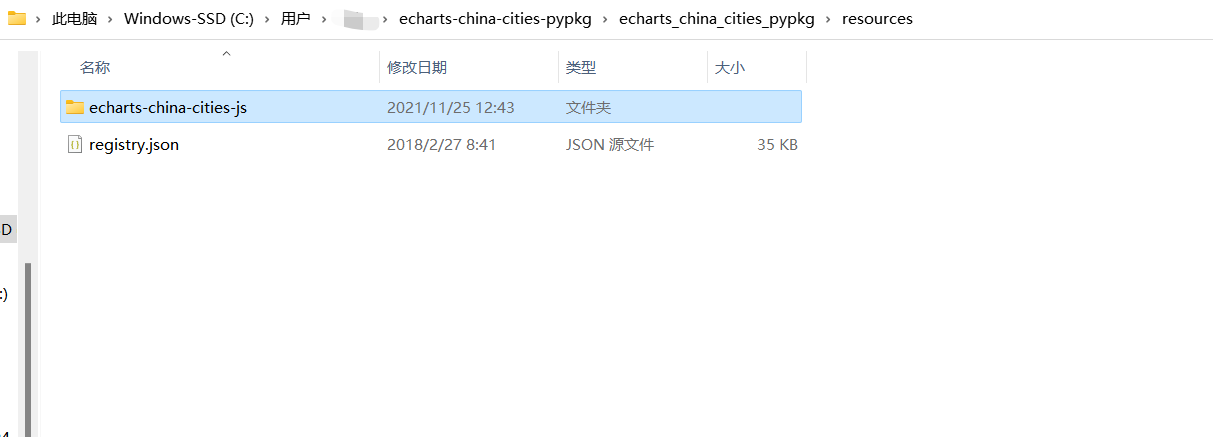 此电脑 › Windows-SSD (C:) › 用户 › › echarts-china-cities-pypkg › echarts_china_cities_pypkg › resources
名称 修改日期 类型 大小
echarts-china-cities-js 2021/11/25 12:43 文件夹
registry.json 2018/2/27 8:41 JSON 源文件 35 KB
D
:)